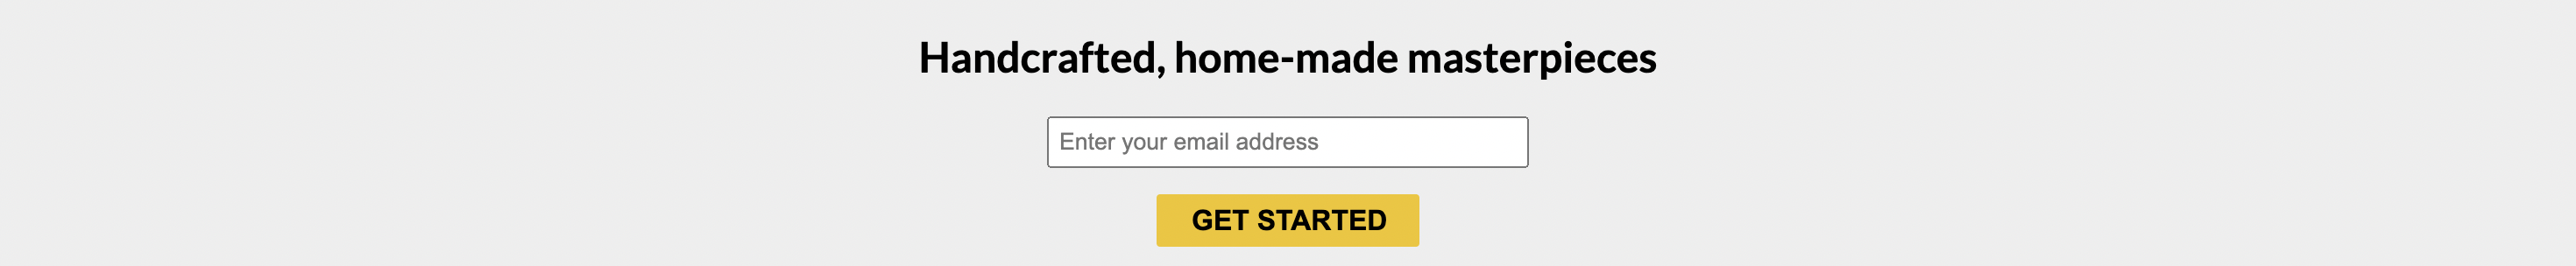 Handcrafted, home-made masterpieces
Enter your email address
GET STARTED